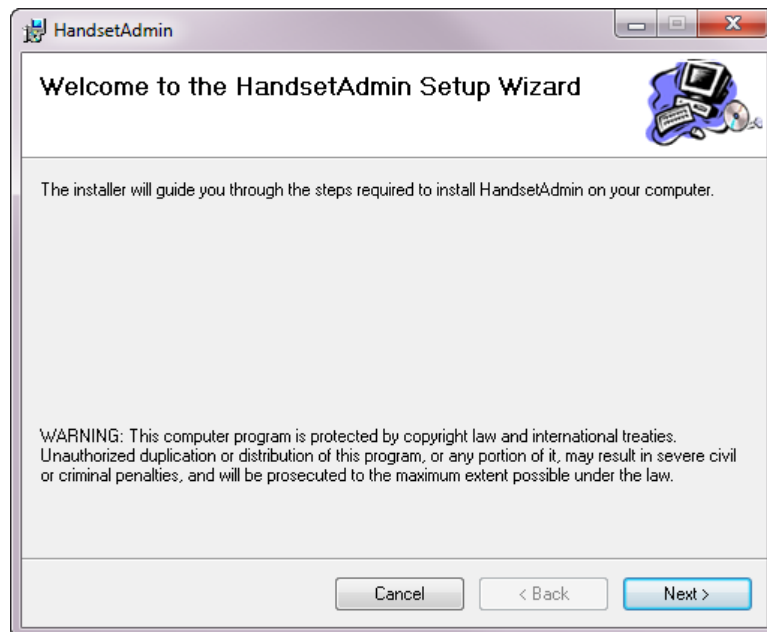 HandsetAdmin
Welcome to the HandsetAdmin Setup Wizard
The installer will guide you through the steps required to install HandsetAdmin on your computer.
WARNING: This computer program is protected by copyright law and international treaties.
Unauthorized duplication or distribution of this program, or any portion of it, may result in severe civil
or criminal penalties, and will be prosecuted to the maximum extent possible under the law.
Cancel
< Back
Next >